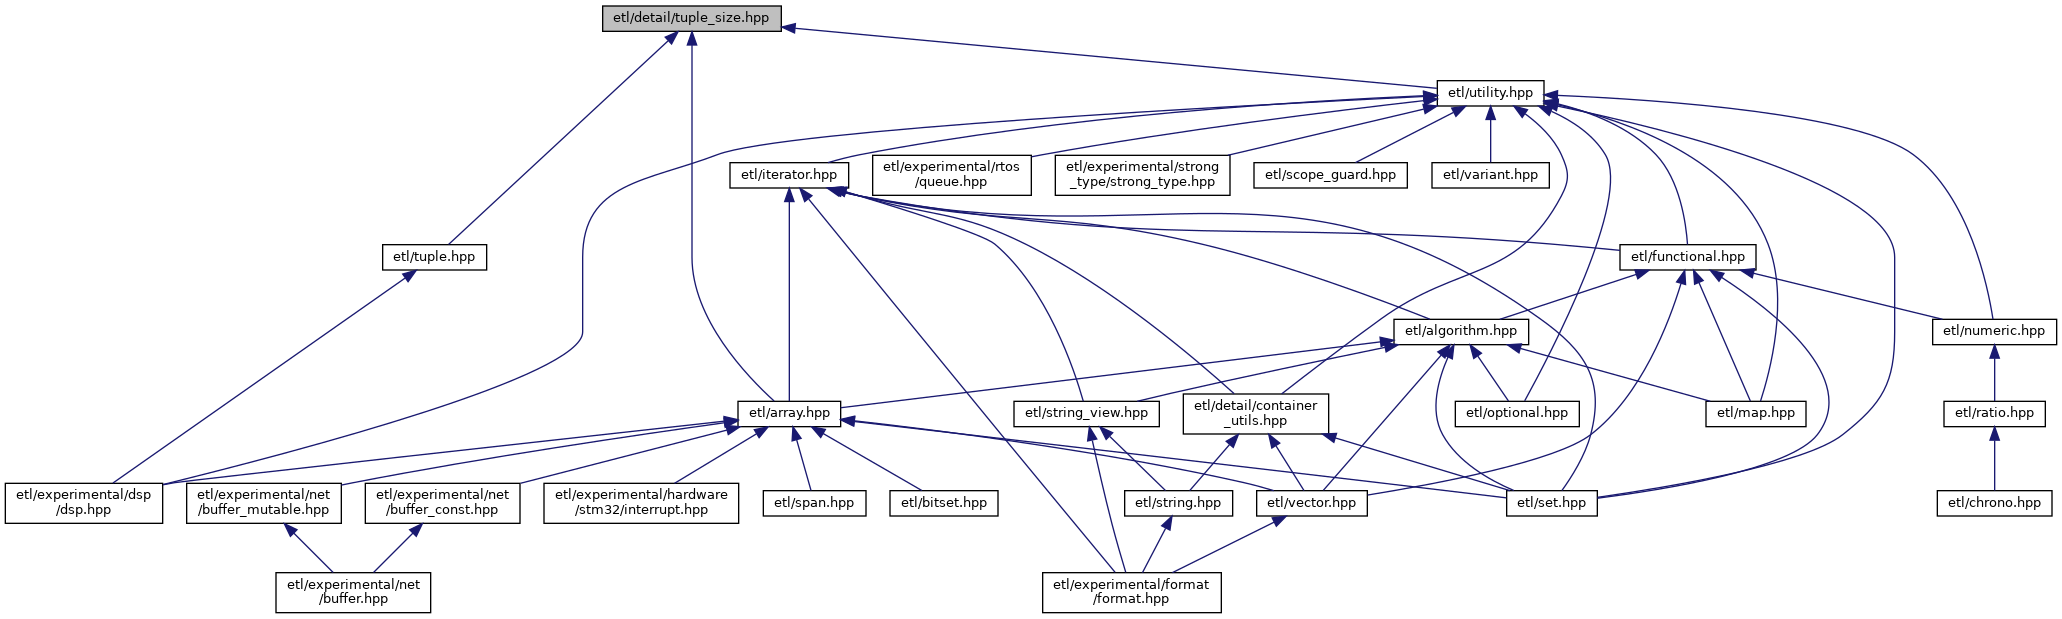 etl/detail/tuple_size.hpp
etl/utility.hpp
etl/iterator.hpp
etl/experimental/rtos
/queue.hpp
etl/experimental/strong
_type/strong_type.hpp
etl/scope_guard.hpp
etl/variant.hpp
etl/tuple.hpp
etl/functional.hpp
etl/algorithm.hpp
etl/numeric.hpp
etl/array.hpp
etl/string_view.hpp
etl/detail/container
_utils.hpp
etl/optional.hpp
etl/map.hpp
etl/ratio.hpp
etl/experimental/dsp
/dsp.hpp
etl/experimental/net
/buffer_mutable.hpp
etl/experimental/net
/buffer_const.hpp
etl/experimental/hardware
/stm32/interrupt.hpp
etl/span.hpp
etl/bitset.hpp
etl/string.hpp
etl/vector.hpp
etl/set.hpp
etl/chrono.hpp
etl/experimental/net
/buffer.hpp
etl/experimental/format
/format.hpp